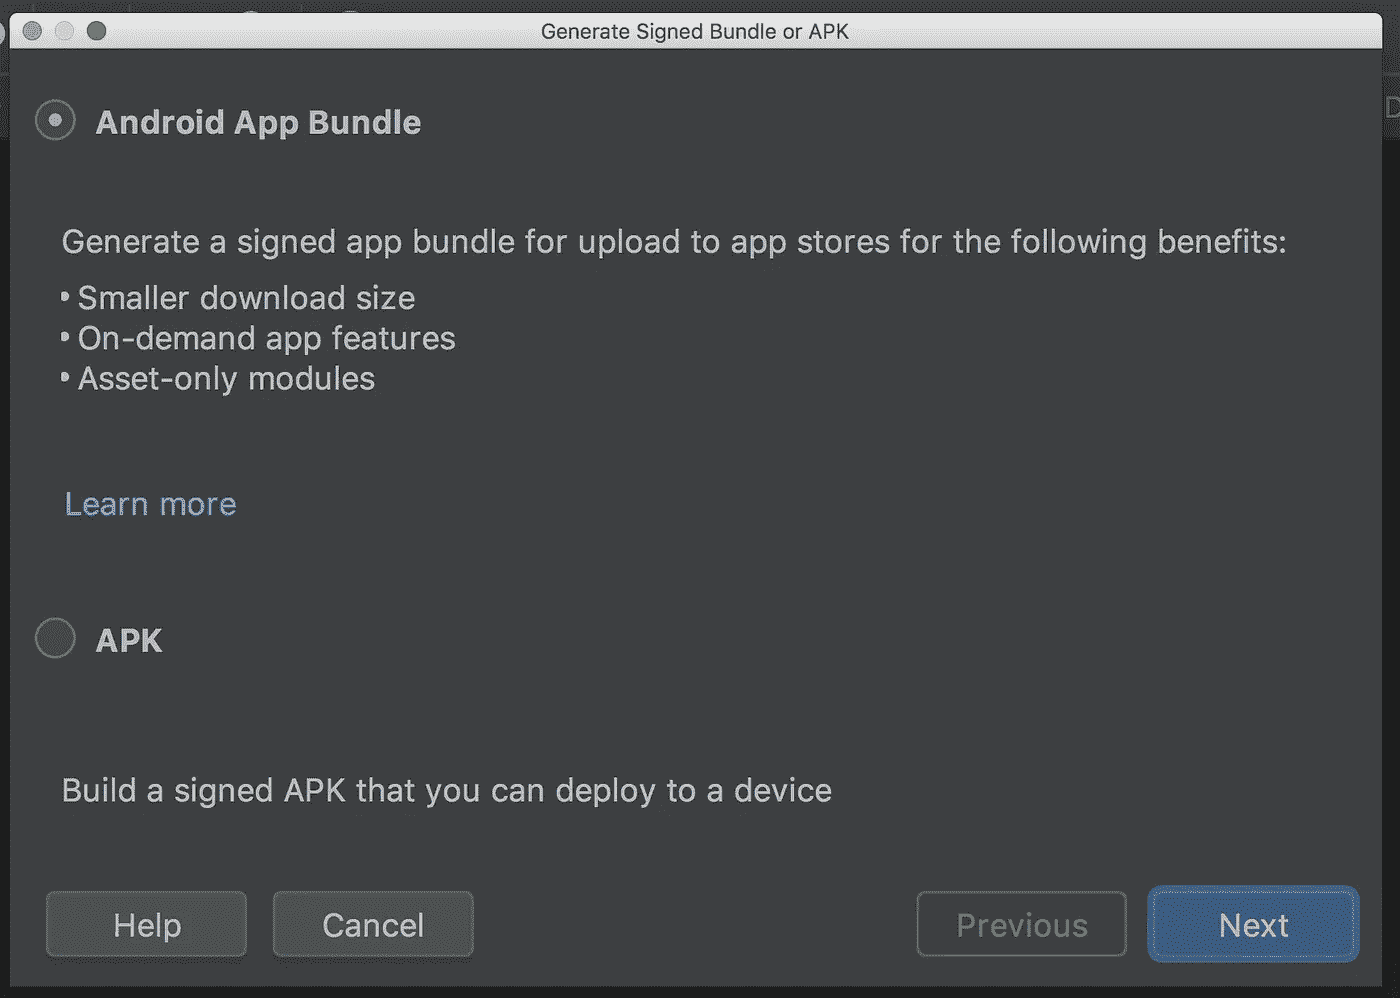 Generate Signed Bundle or APK
D
Android App Bundle
Generate a signed app bundle for upload to app stores for the following benefits:
• Smaller download size
• On-demand app features
• Asset-only modules
Learn more
APK
Build a signed APK that you can deploy to a device
Help
Cancel
Previous
Next